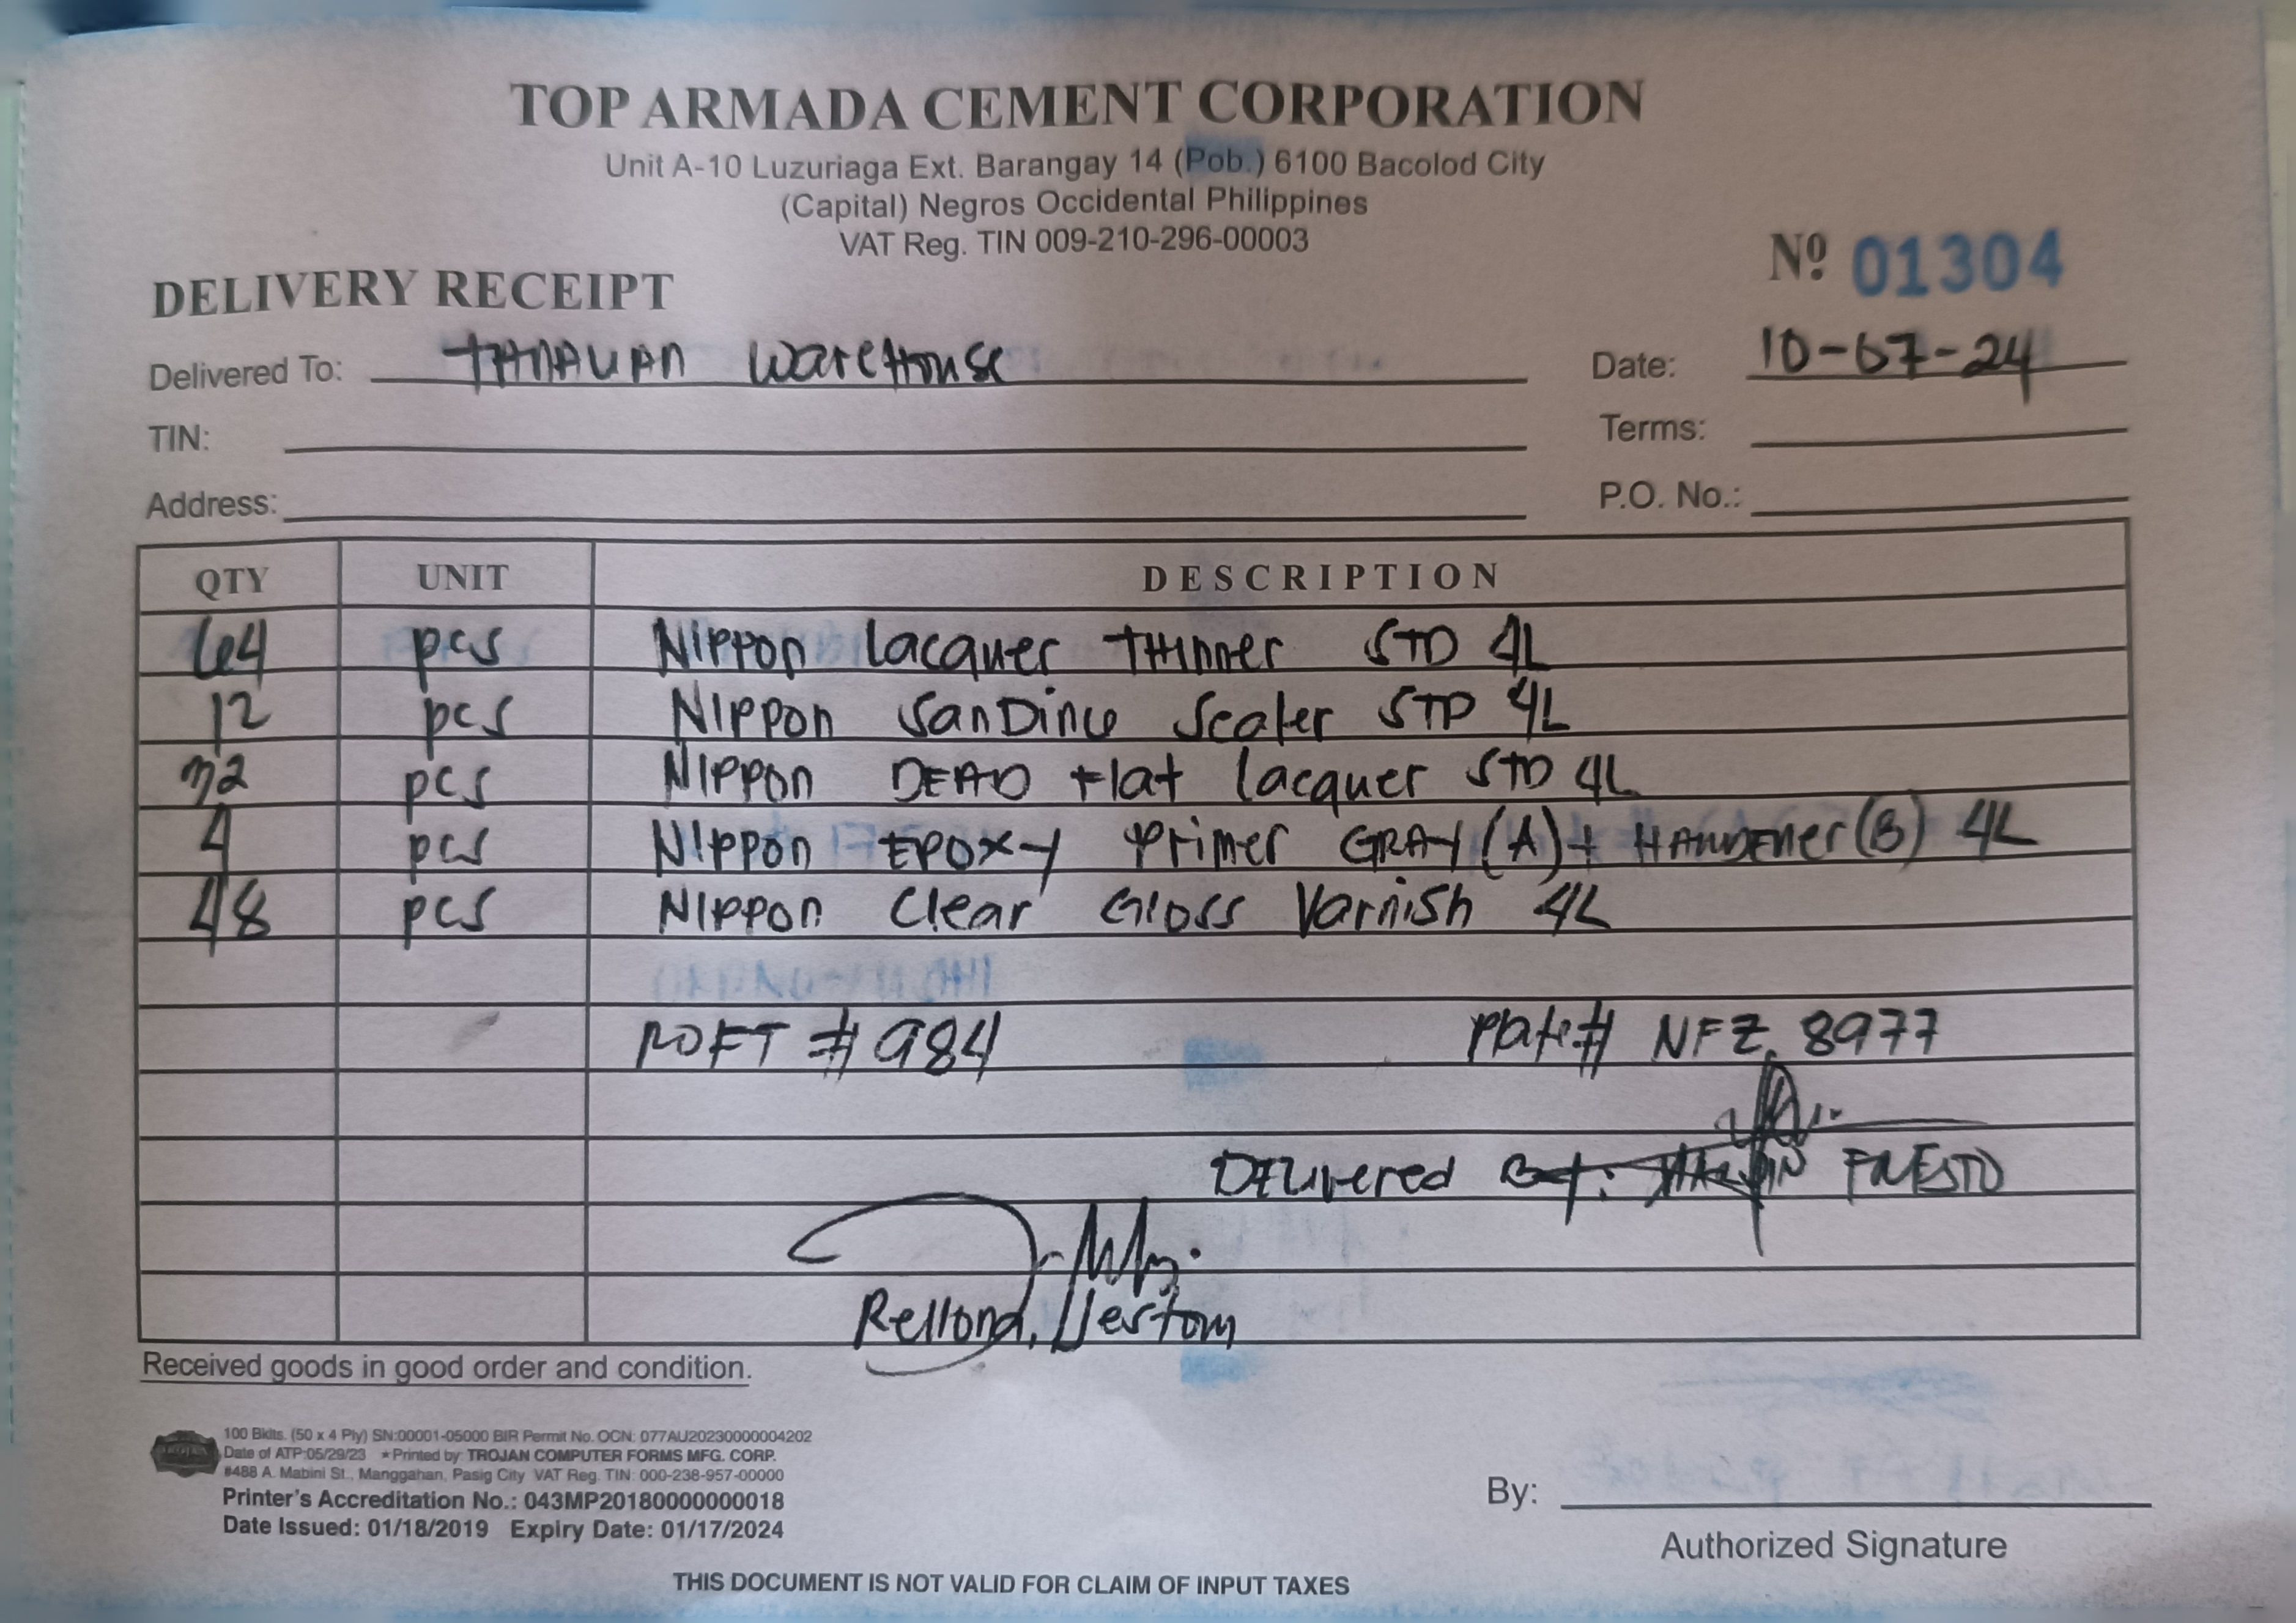 TOP ARMADA CEMENT CORPORATION
Unit A-10 Luzuriaga Ext. Barangay 14 (Pob.) 6100 Bacolod City
(Capital) Negros Occidental Philippines
VAT Reg. TIN 009-210-296-00003
Nº 01304
DELIVERY RECEIPT
Delivered To: THNAUAN WareHouse
Date: 10-07-24
TIN:
Terms:
Address:
P.O. No.:
QTY UNIT DESCRIPTION
64 pcs Nippon Lacquer THinner STD 4L
12 pcs Nippon SanDing Sealer STD 4L
32 pcs Nippon DEAD Flat Lacquer STD 4L
4 pcs Nippon EPOXY Primer GRAY (A) + HARDEner (B) 4L
48 pcs Nippon Clear Gloss Varnish 4L
# 984 Plate# NFZ 8977
DELIvered By:
Received goods in good order and condition.
100 Bklts. (50 x 4 Ply) SN:00001-05000 BIR Permit No. OCN: 077AU20230000004202
Date of ATP:05/29/23 ★Printed by: TROJAN COMPUTER FORMS MFG. CORP.
#488 A. Mabini St., Manggahan, Pasig City VAT Reg. TIN: 000-238-957-00000
Printer's Accreditation No.: 043MP20180000000018
Date Issued: 01/18/2019 Expiry Date: 01/17/2024
By:
Authorized Signature
THIS DOCUMENT IS NOT VALID FOR CLAIM OF INPUT TAXES